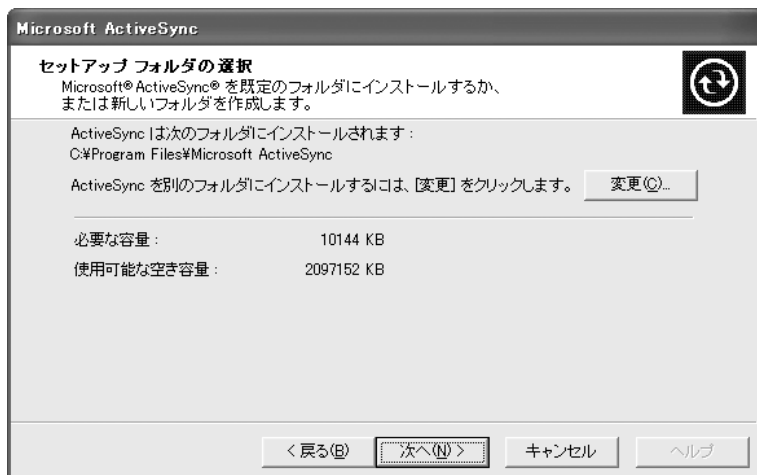 Microsoft ActiveSync
セットアップ フォルダの選択
Microsoft® ActiveSync® を既定のフォルダにインストールするか、
または新しいフォルダを作成します。
ActiveSync は次のフォルダにインストールされます :
C:¥Program Files¥Microsoft ActiveSync
ActiveSync を別のフォルダにインストールするには、[変更] をクリックします。 変更(C)...
必要な容量 : 10144 KB
使用可能な空き容量 : 2097152 KB
< 戻る(B) 次へ(N) > キャンセル ヘルプ